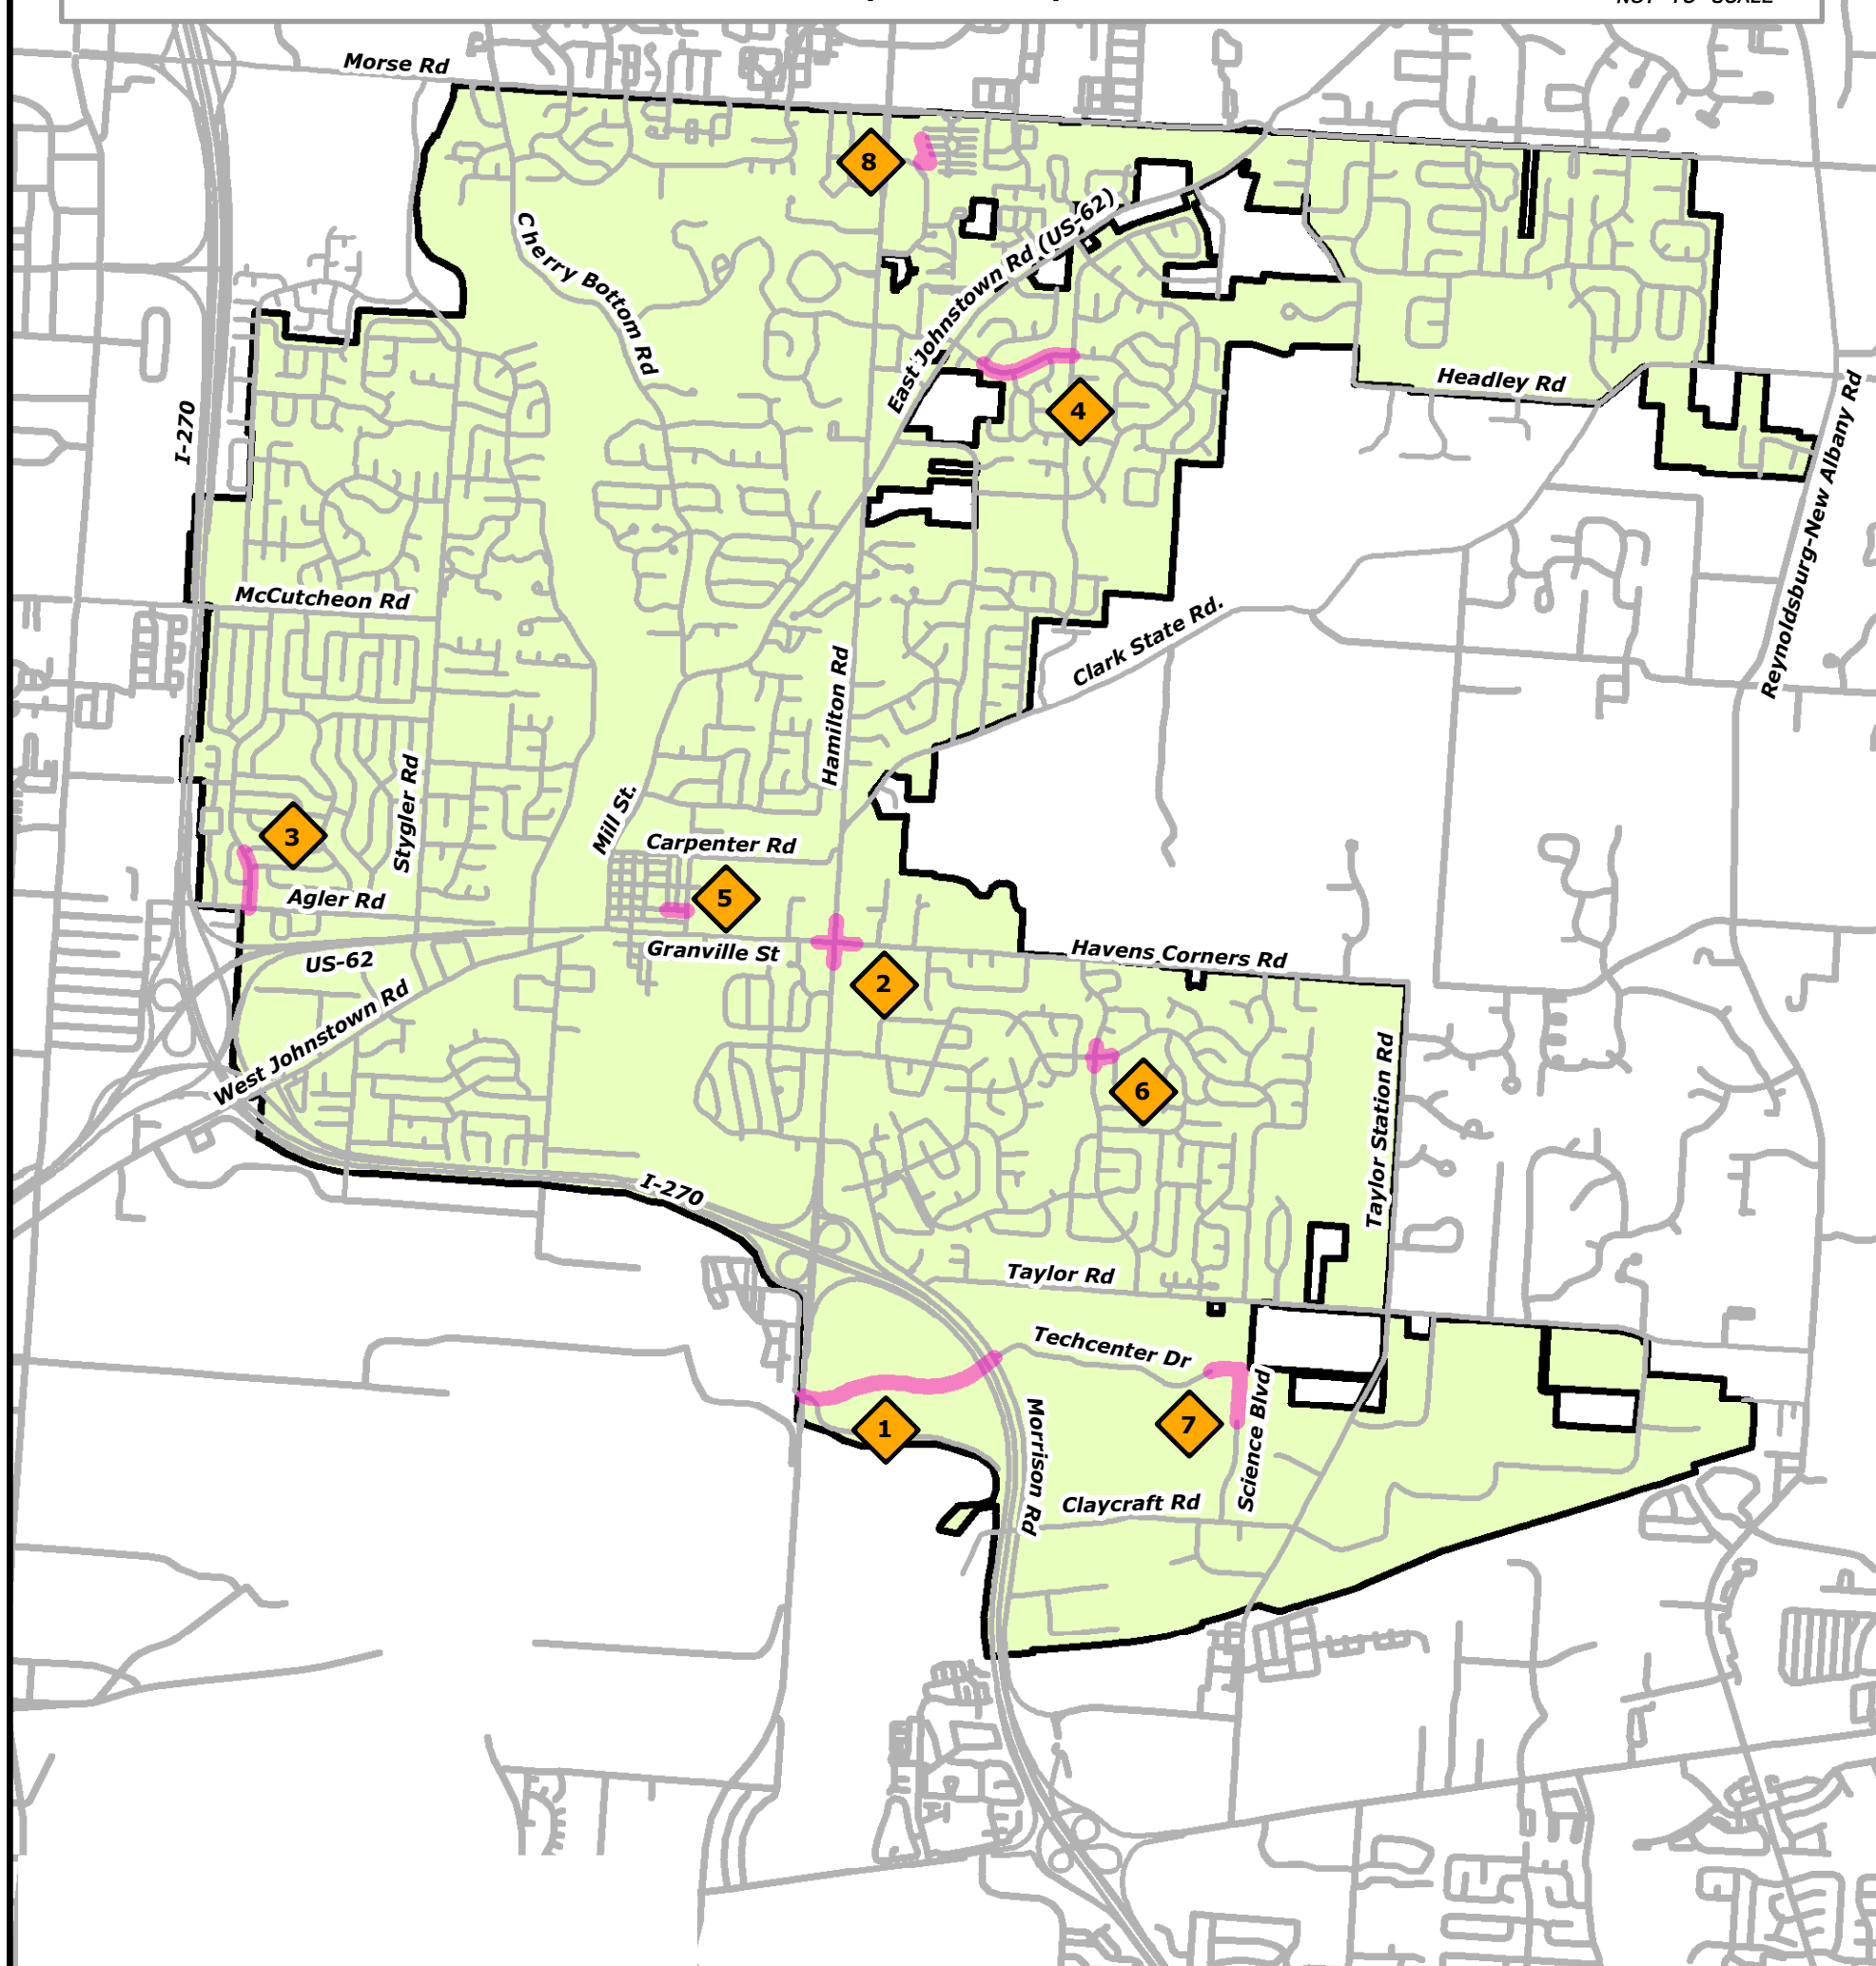 NOT TO SCALE
Morse Rd
8
Cherry Bottom Rd
East Johnstown Rd (US-62)
4
Headley Rd
I-270
Reynoldsburg-New Albany Rd
McCutcheon Rd
Clark State Rd.
Hamilton Rd
Stygler Rd
Mill St.
3
Carpenter Rd
Agler Rd
5
Granville St
Havens Corners Rd
US-62
2
West Johnstown Rd
Taylor Station Rd
6
I-270
Taylor Rd
Techcenter Dr
1
Morrison Rd
7
Science Blvd
Claycraft Rd